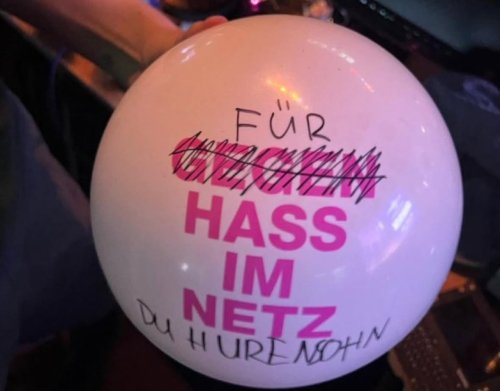 FÜR
GEGEN
HASS
IM
NETZ
DU HURENSOHN